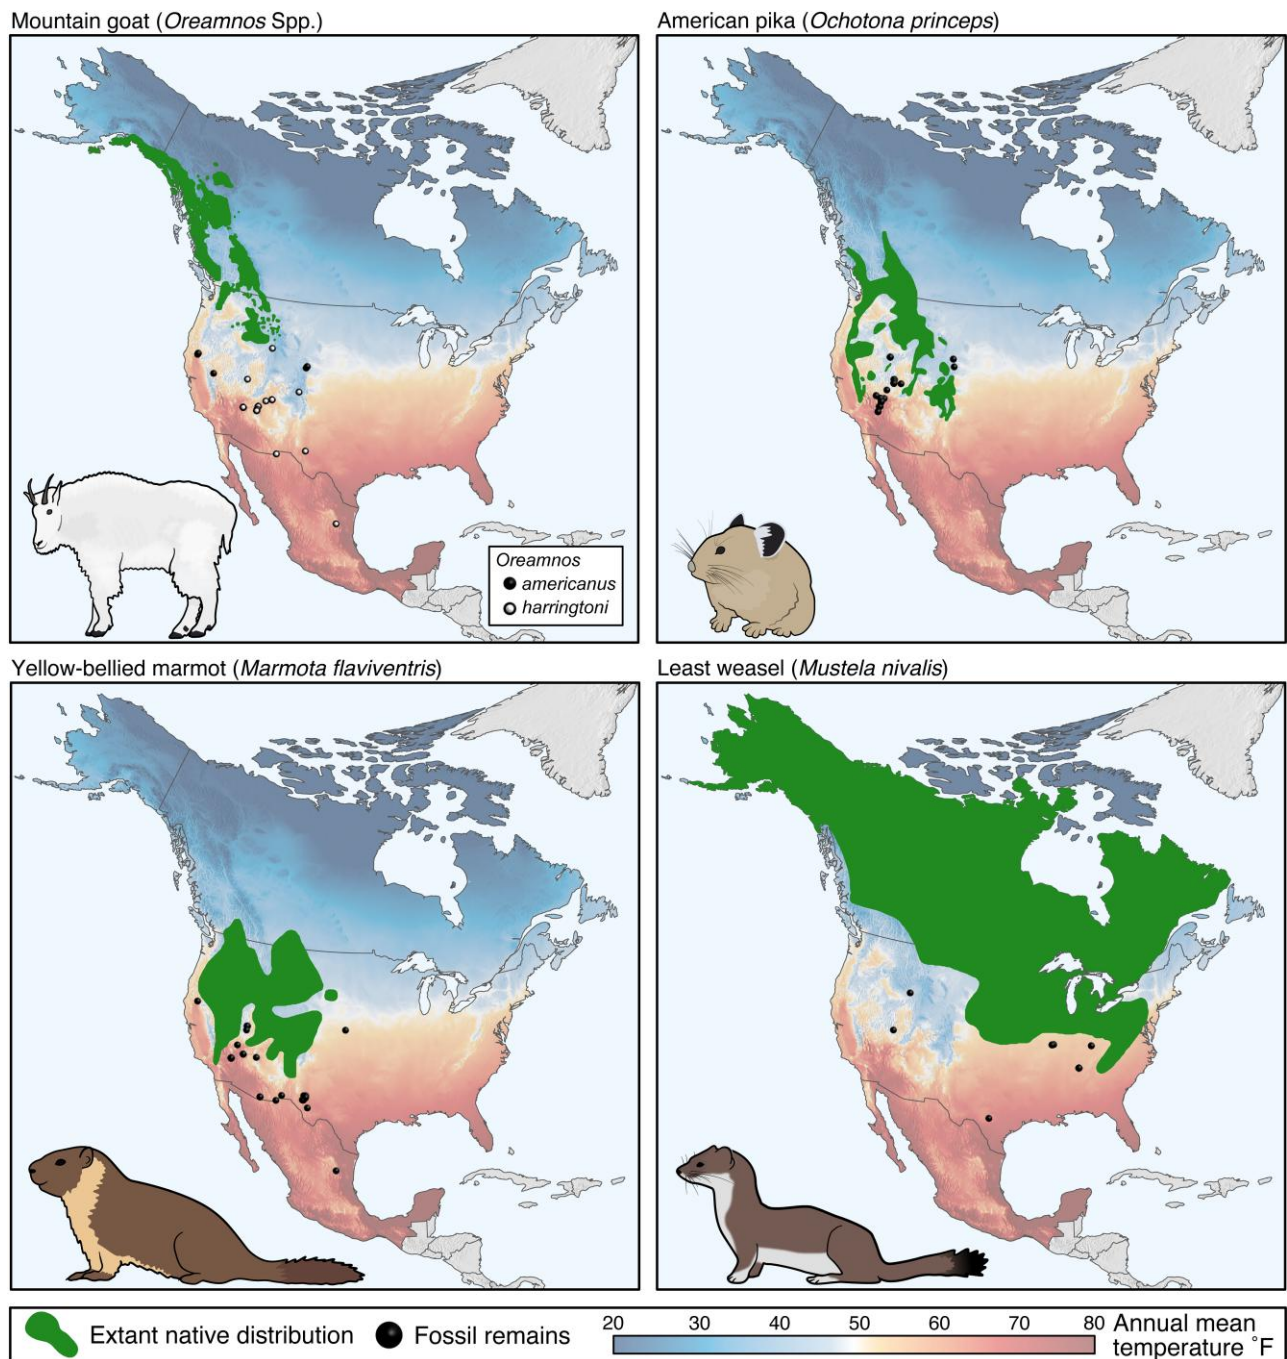 Mountain goat (Oreamnos Spp.)
American pika (Ochotona princeps)
Oreamnos
americanus
harringtoni
Yellow-bellied marmot (Marmota flaviventris)
Least weasel (Mustela nivalis)
Extant native distribution
Fossil remains
20 30 40 50 60 70 80
Annual mean
temperature °F